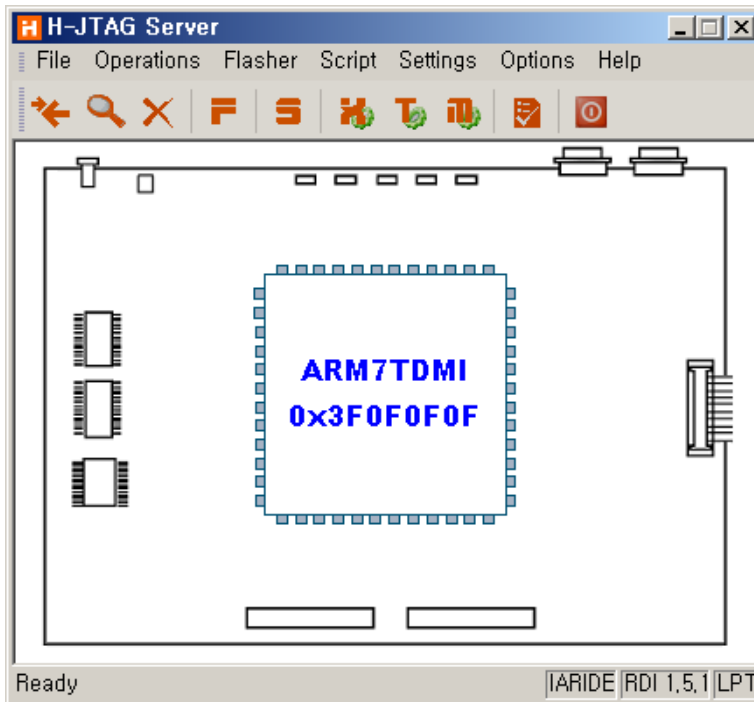 H-JTAG Server
File Operations Flasher Script Settings Options Help
ARM7TDMI
0x3F0F0F0F
Ready IARIDE RDI 1,5,1 LPT